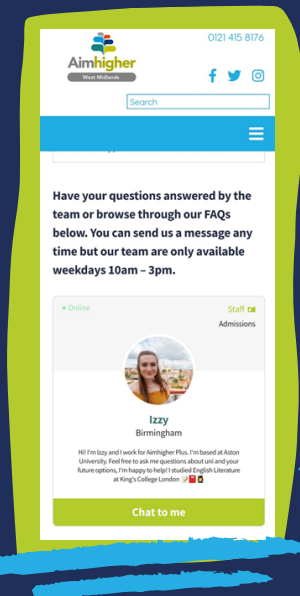 0121 415 8176
Aimhigher
West Midlands
Search
Have your questions answered by the
team or browse through our FAQs
below. You can send us a message any
time but our team are only available
weekdays 10am – 3pm.
Online
Staff
Admissions
Izzy
Birmingham
Hi! I'm Izzy and I work for Aimhigher Plus. I'm based at Aston
University. Feel free to ask me questions about uni and your
future options, I'm happy to help! I studied English Literature
at King's College London
Chat to me